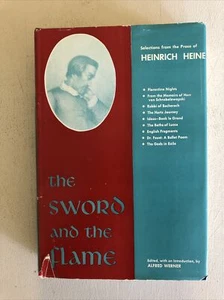 Selections from the Prose of
HEINRICH HEINE
• Florentine Nights
• From the Memoirs of Herr
von Schnabelewopski
• Rabbi of Bacherach
• The Hartz Journey
• Ideas—Book Le Grand
• The Baths of Lucca
• English Fragments
• Dr. Faust: A Ballet Poem
• The Gods in Exile
the
SWORD
and the
flame
Edited, with an introduction, by
ALFRED WERNER